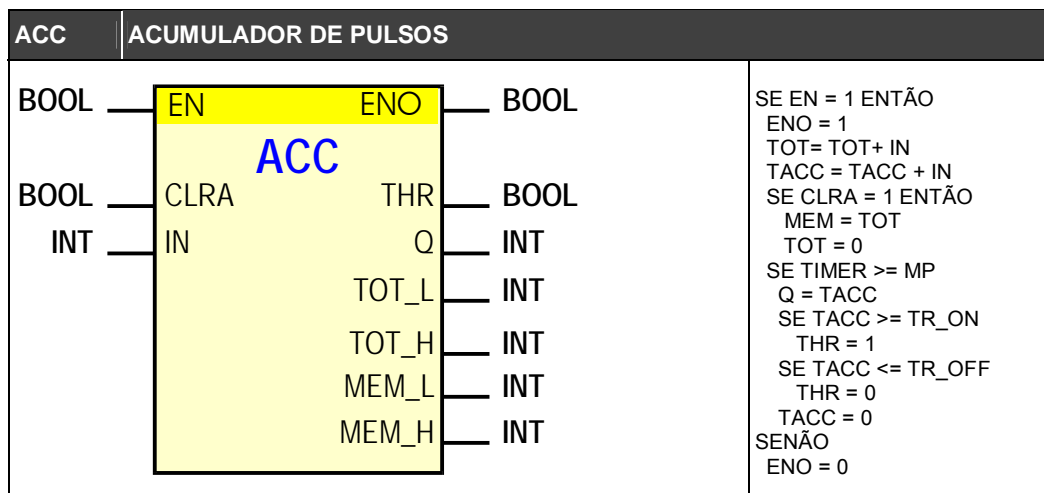 ACC ACUMULADOR DE PULSOS
BOOL EN ENO BOOL
ACC
BOOL CLRA THR BOOL
INT IN Q INT
TOT_L INT
TOT_H INT
MEM_L INT
MEM_H INT
SE EN = 1 ENTÃO
ENO = 1
TOT= TOT+ IN
TACC = TACC + IN
SE CLRA = 1 ENTÃO
MEM = TOT
TOT = 0
SE TIMER >= MP
Q = TACC
SE TACC >= TR_ON
THR = 1
SE TACC <= TR_OFF
THR = 0
TACC = 0
SENÃO
ENO = 0